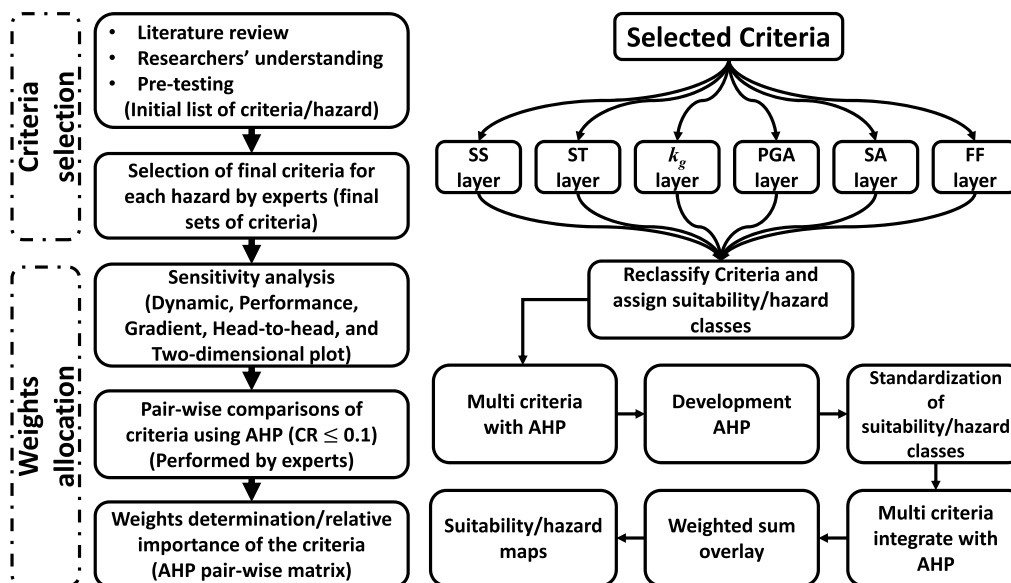 Criteria
selection
• Literature review
• Researchers' understanding
• Pre-testing
(Initial list of criteria/hazard)
Selection of final criteria for
each hazard by experts (final
sets of criteria)
Weights
allocation
Sensitivity analysis
(Dynamic, Performance,
Gradient, Head-to-head, and
Two-dimensional plot)
Pair-wise comparisons of
criteria using AHP (CR ≤ 0.1)
(Performed by experts)
Weights determination/relative
importance of the criteria
(AHP pair-wise matrix)
Selected Criteria
SS
layer
ST
layer
kg
layer
PGA
layer
SA
layer
FF
layer
Reclassify Criteria and
assign suitability/hazard
classes
Multi criteria
with AHP
Development
AHP
Standardization
of
suitability/hazard
classes
Multi criteria
integrate with
AHP
Weighted sum
overlay
Suitability/hazard
maps